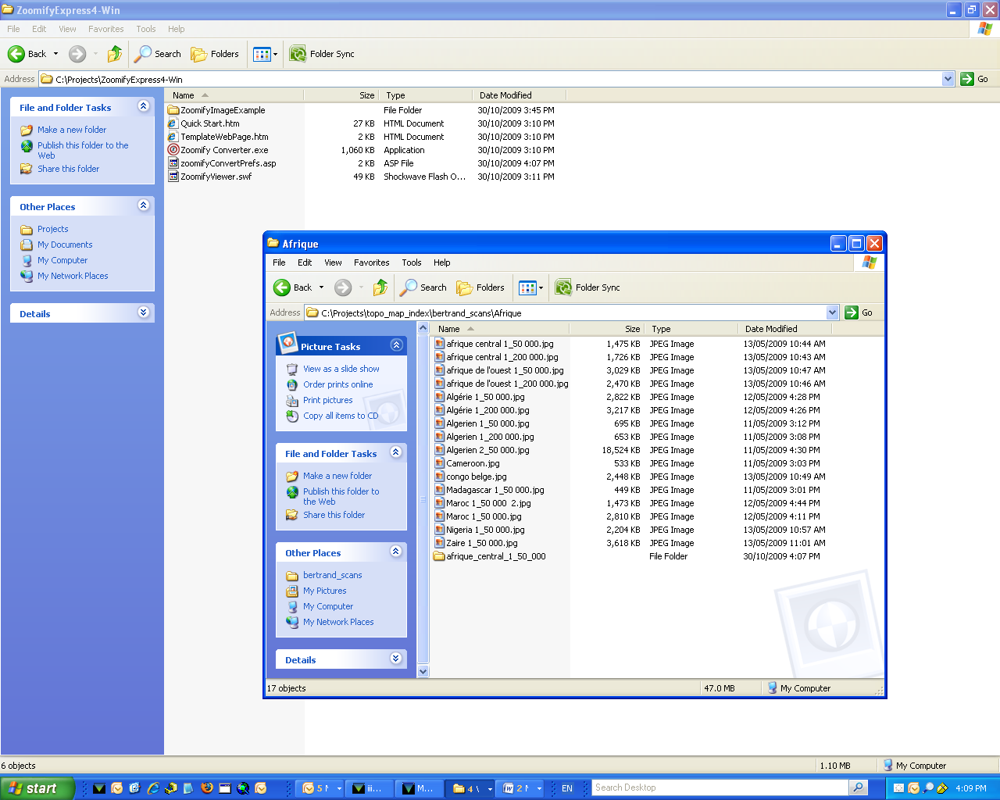 ZoomifyExpress4-Win
File Edit View Favorites Tools Help
Back Search Folders Folder Sync
Address C:\Projects\ZoomifyExpress4-Win Go
File and Folder Tasks
Make a new folder
Publish this folder to the
Web
Share this folder
Other Places
Projects
My Documents
My Computer
My Network Places
Details
Name Size Type Date Modified
ZoomifyImageExample File Folder 30/10/2009 3:45 PM
Quick Start.htm 27 KB HTML Document 30/10/2009 3:10 PM
TemplateWebPage.htm 2 KB HTML Document 30/10/2009 3:10 PM
Zoomify Converter.exe 1,060 KB Application 30/10/2009 3:10 PM
zoomifyConvertPrefs.asp 2 KB ASP File 30/10/2009 4:07 PM
ZoomifyViewer.swf 49 KB Shockwave Flash O... 30/10/2009 3:11 PM
Afrique
File Edit View Favorites Tools Help
Back Search Folders Folder Sync
Address C:\Projects\topo_map_index\bertrand_scans\Afrique Go
Picture Tasks
View as a slide show
Order prints online
Print pictures
Copy all items to CD
File and Folder Tasks
Make a new folder
Publish this folder to
the Web
Share this folder
Other Places
bertrand_scans
My Pictures
My Computer
My Network Places
Details
Name Size Type Date Modified
afrique central 1_50 000.jpg 1,475 KB JPEG Image 13/05/2009 10:44 AM
afrique central 1_200 000.jpg 1,726 KB JPEG Image 13/05/2009 10:43 AM
afrique de l'ouest 1_50 000.jpg 3,029 KB JPEG Image 13/05/2009 10:47 AM
afrique de l'ouest 1_200 000.jpg 2,470 KB JPEG Image 13/05/2009 10:46 AM
Algérie 1_50 000.jpg 2,822 KB JPEG Image 12/05/2009 4:28 PM
Algérie 1_200 000.jpg 3,217 KB JPEG Image 12/05/2009 4:26 PM
Algerien 1_50 000.jpg 695 KB JPEG Image 11/05/2009 3:12 PM
Algerien 1_200 000.jpg 653 KB JPEG Image 11/05/2009 3:08 PM
Algerien 2_50 000.jpg 18,524 KB JPEG Image 11/05/2009 4:30 PM
Cameroon.jpg 533 KB JPEG Image 11/05/2009 3:03 PM
congo belge.jpg 2,448 KB JPEG Image 13/05/2009 10:49 AM
Madagascar 1_50 000.jpg 449 KB JPEG Image 11/05/2009 3:01 PM
Maroc 1_50 000  2.jpg 1,473 KB JPEG Image 12/05/2009 4:44 PM
Maroc 1_50 000.jpg 2,810 KB JPEG Image 12/05/2009 4:11 PM
Nigeria 1_50 000.jpg 2,204 KB JPEG Image 13/05/2009 10:57 AM
Zaire 1_50 000.jpg 3,618 KB JPEG Image 13/05/2009 11:01 AM
afrique_central_1_50_000 File Folder 30/10/2009 4:07 PM
17 objects 47.0 MB My Computer
6 objects 1.10 MB My Computer
start 5 iii... M... 4 2 EN Search Desktop 4:09 PM